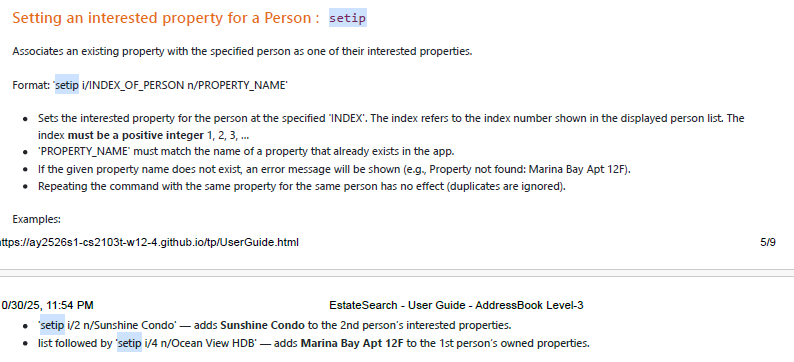 Setting an interested property for a Person : setip
Associates an existing property with the specified person as one of their interested properties.
Format: 'setip i/INDEX_OF_PERSON n/PROPERTY_NAME'
• Sets the interested property for the person at the specified 'INDEX'. The index refers to the index number shown in the displayed person list. The
index must be a positive integer 1, 2, 3, ...
• 'PROPERTY_NAME' must match the name of a property that already exists in the app.
• If the given property name does not exist, an error message will be shown (e.g., Property not found: Marina Bay Apt 12F).
• Repeating the command with the same property for the same person has no effect (duplicates are ignored).
Examples:
ttps://ay2526s1-cs2103t-w12-4.github.io/tp/UserGuide.html 5/9
0/30/25, 11:54 PM EstateSearch - User Guide - AddressBook Level-3
• 'setip i/2 n/Sunshine Condo' — adds Sunshine Condo to the 2nd person's interested properties.
• list followed by 'setip i/4 n/Ocean View HDB' — adds Marina Bay Apt 12F to the 1st person's owned properties.